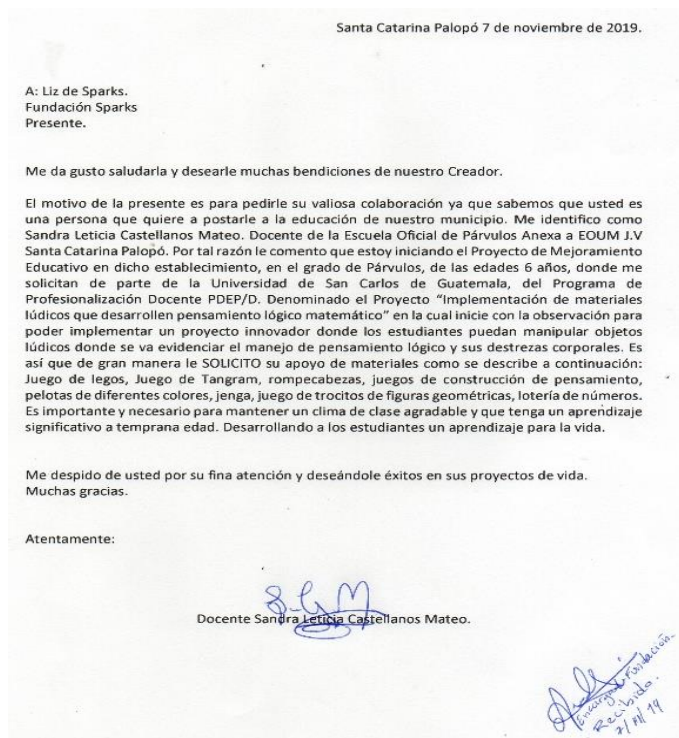 Santa Catarina Palopó 7 de noviembre de 2019.
A: Liz de Sparks.
Fundación Sparks
Presente.
Me da gusto saludarla y desearle muchas bendiciones de nuestro Creador.
El motivo de la presente es para pedirle su valiosa colaboración ya que sabemos que usted es
una persona que quiere a postarle a la educación de nuestro municipio. Me identifico como
Sandra Leticia Castellanos Mateo. Docente de la Escuela Oficial de Párvulos Anexa a EOUM J.V
Santa Catarina Palopó. Por tal razón le comento que estoy iniciando el Proyecto de Mejoramiento
Educativo en dicho establecimiento, en el grado de Párvulos, de las edades 6 años, donde me
solicitan de parte de la Universidad de San Carlos de Guatemala, del Programa de
Profesionalización Docente PDEP/D. Denominado el Proyecto “Implementación de materiales
lúdicos que desarrollen pensamiento lógico matemático” en la cual inicie con la observación para
poder implementar un proyecto innovador donde los estudiantes puedan manipular objetos
lúdicos donde se va evidenciar el manejo de pensamiento lógico y sus destrezas corporales. Es
así que de gran manera le SOLICITO su apoyo de materiales como se describe a continuación:
Juego de legos, Juego de Tangram, rompecabezas, juegos de construcción de pensamiento,
pelotas de diferentes colores, jenga, juego de trocitos de figuras geométricas, lotería de números.
Es importante y necesario para mantener un clima de clase agradable y que tenga un aprendizaje
significativo a temprana edad. Desarrollando a los estudiantes un aprendizaje para la vida.
Me despido de usted por su fina atención y deseándole éxitos en sus proyectos de vida.
Muchas gracias.
Atentamente:
Docente Sandra Leticia Castellanos Mateo.
Fundación.
Recibido.